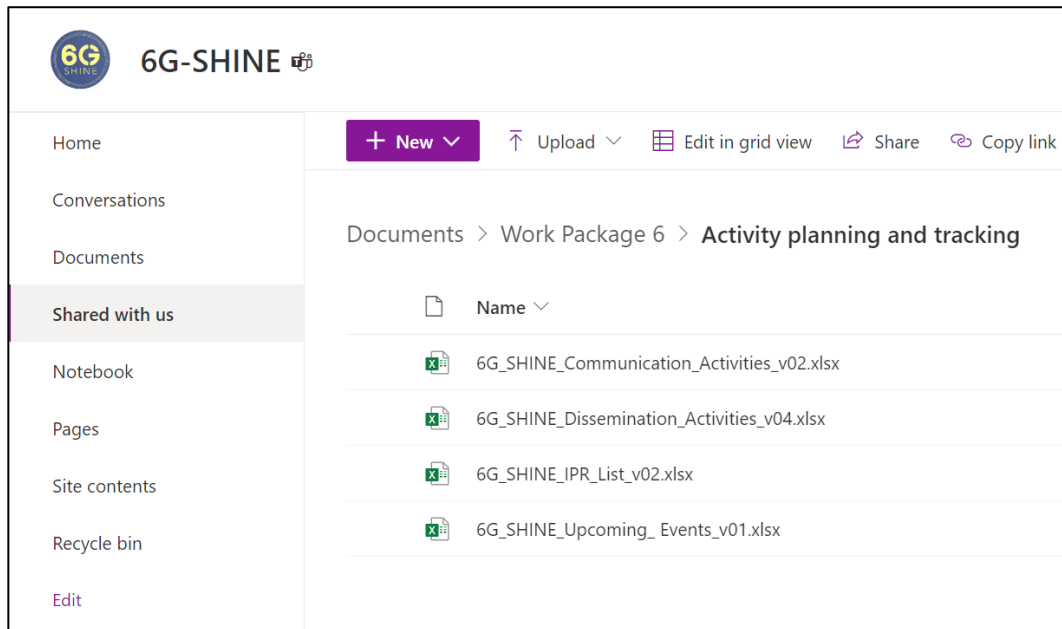 6G
SHINE
6G-SHINE
Home
Conversations
Documents
Shared with us
Notebook
Pages
Site contents
Recycle bin
Edit
New
Upload
Edit in grid view
Share
Copy link
Documents > Work Package 6 > Activity planning and tracking
Name
6G_SHINE_Communication_Activities_v02.xlsx
6G_SHINE_Dissemination_Activities_v04.xlsx
6G_SHINE_IPR_List_v02.xlsx
6G_SHINE_Upcoming_ Events_v01.xlsx